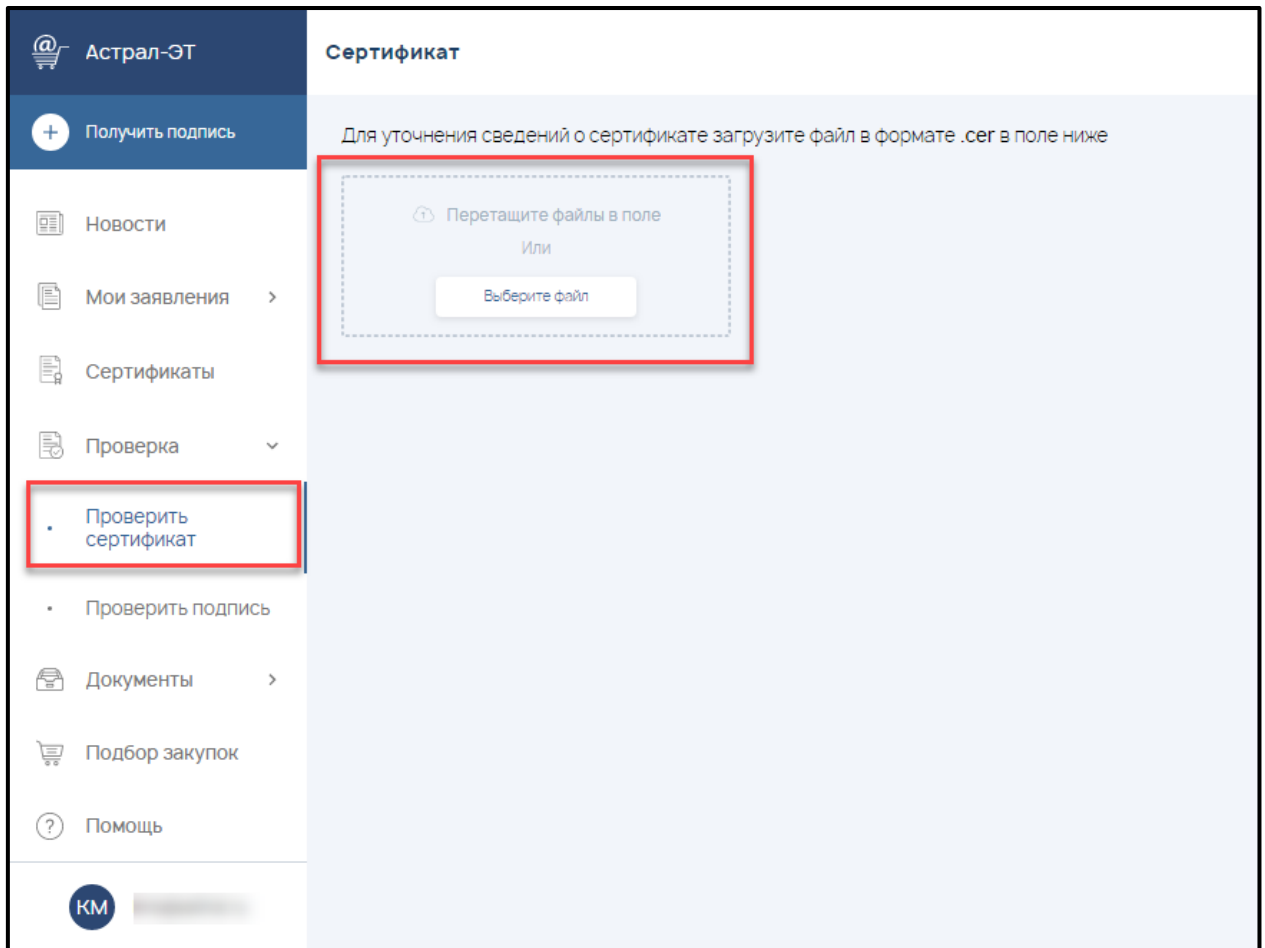 @
Астрал-ЭТ
Сертификат
Получить подпись
Для уточнения сведений о сертификате загрузите файл в формате .cer в поле ниже
Перетащите файлы в поле
Или
Выберите файл
Новости
Мои заявления
Сертификаты
Проверка
Проверить
сертификат
Проверить подпись
Документы
Подбор закупок
Помощь
КМ